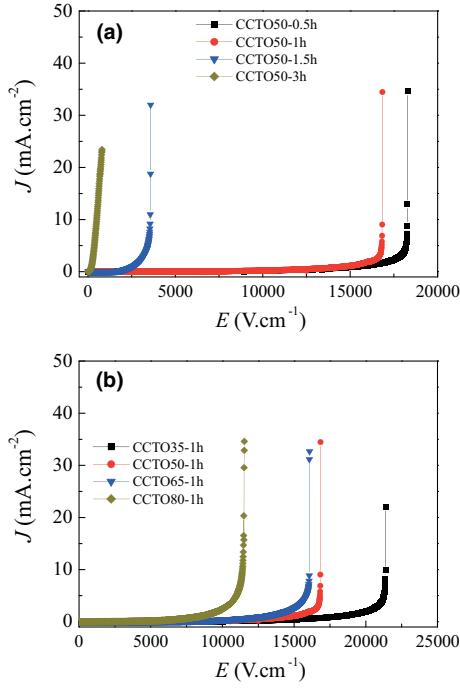 (a)
CCTO50-0.5h
CCTO50-1h
CCTO50-1.5h
CCTO50-3h
50
40
30
20
10
0
J (mA.cm⁻²)
0 5000 10000 15000 20000
E (V.cm⁻¹)
(b)
CCTO35-1h
CCTO50-1h
CCTO65-1h
CCTO80-1h
50
40
30
20
10
0
J (mA.cm⁻²)
0 5000 10000 15000 20000 25000
E (V.cm⁻¹)